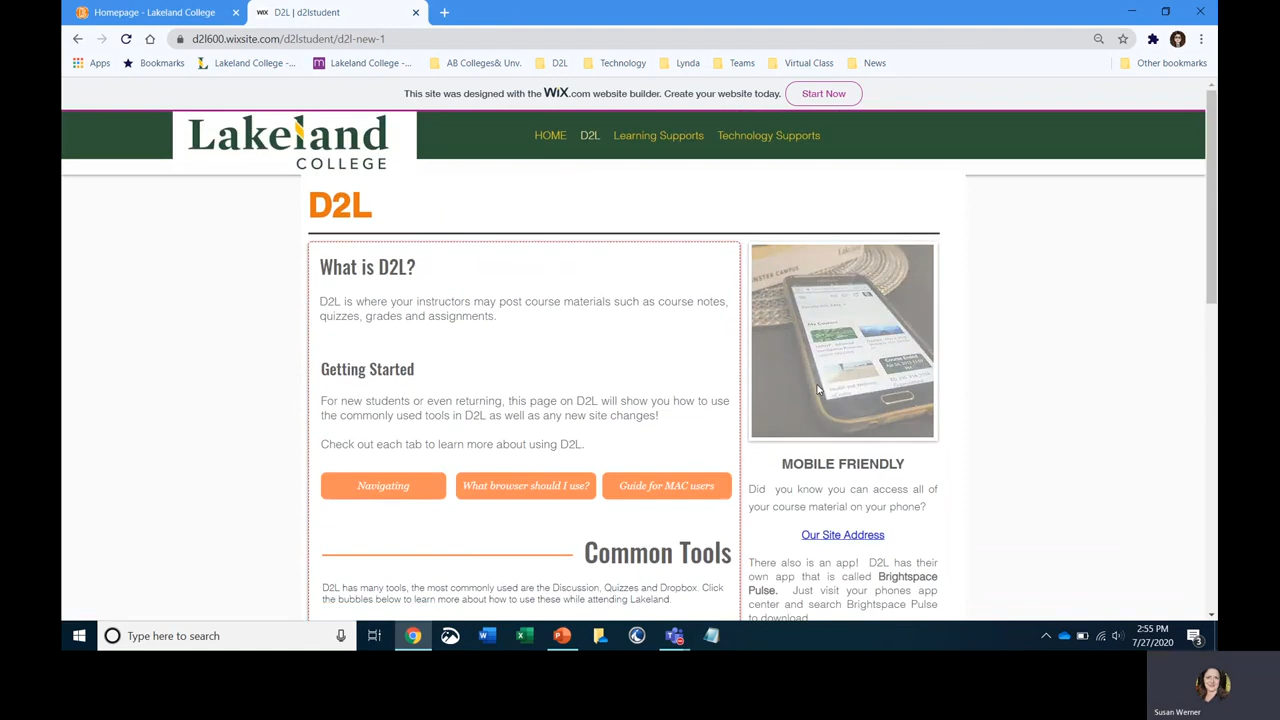 Homepage - Lakeland College
D2L | d2lstudent
d2l600.wixsite.com/d2lstudent/d2l-new-1
Apps
Bookmarks
Lakeland College -...
Lakeland College -...
AB Colleges& Unv.
D2L
Technology
Lynda
Teams
Virtual Class
News
Other bookmarks
This site was designed with the WiX.com website builder. Create your website today.
Start Now
Lakeland
COLLEGE
HOME D2L Learning Supports Technology Supports
D2L
What is D2L?
D2L is where your instructors may post course materials such as course notes,
quizzes, grades and assignments.
Getting Started
For new students or even returning, this page on D2L will show you how to use
the commonly used tools in D2L as well as any new site changes!
Check out each tab to learn more about using D2L.
Navigating
What browser should I use?
Guide for MAC users
Common Tools
D2L has many tools, the most commonly used are the Discussion, Quizzes and Dropbox. Click
the bubbles below to learn more about how to use these while attending Lakeland.
MOBILE FRIENDLY
Did you know you can access all of
your course material on your phone?
Our Site Address
There also is an app! D2L has their
own app that is called Brightspace
Pulse. Just visit your phones app
center and search Brightspace Pulse
to download.
Type here to search
2:55 PM
7/27/2020
3
Susan Werner